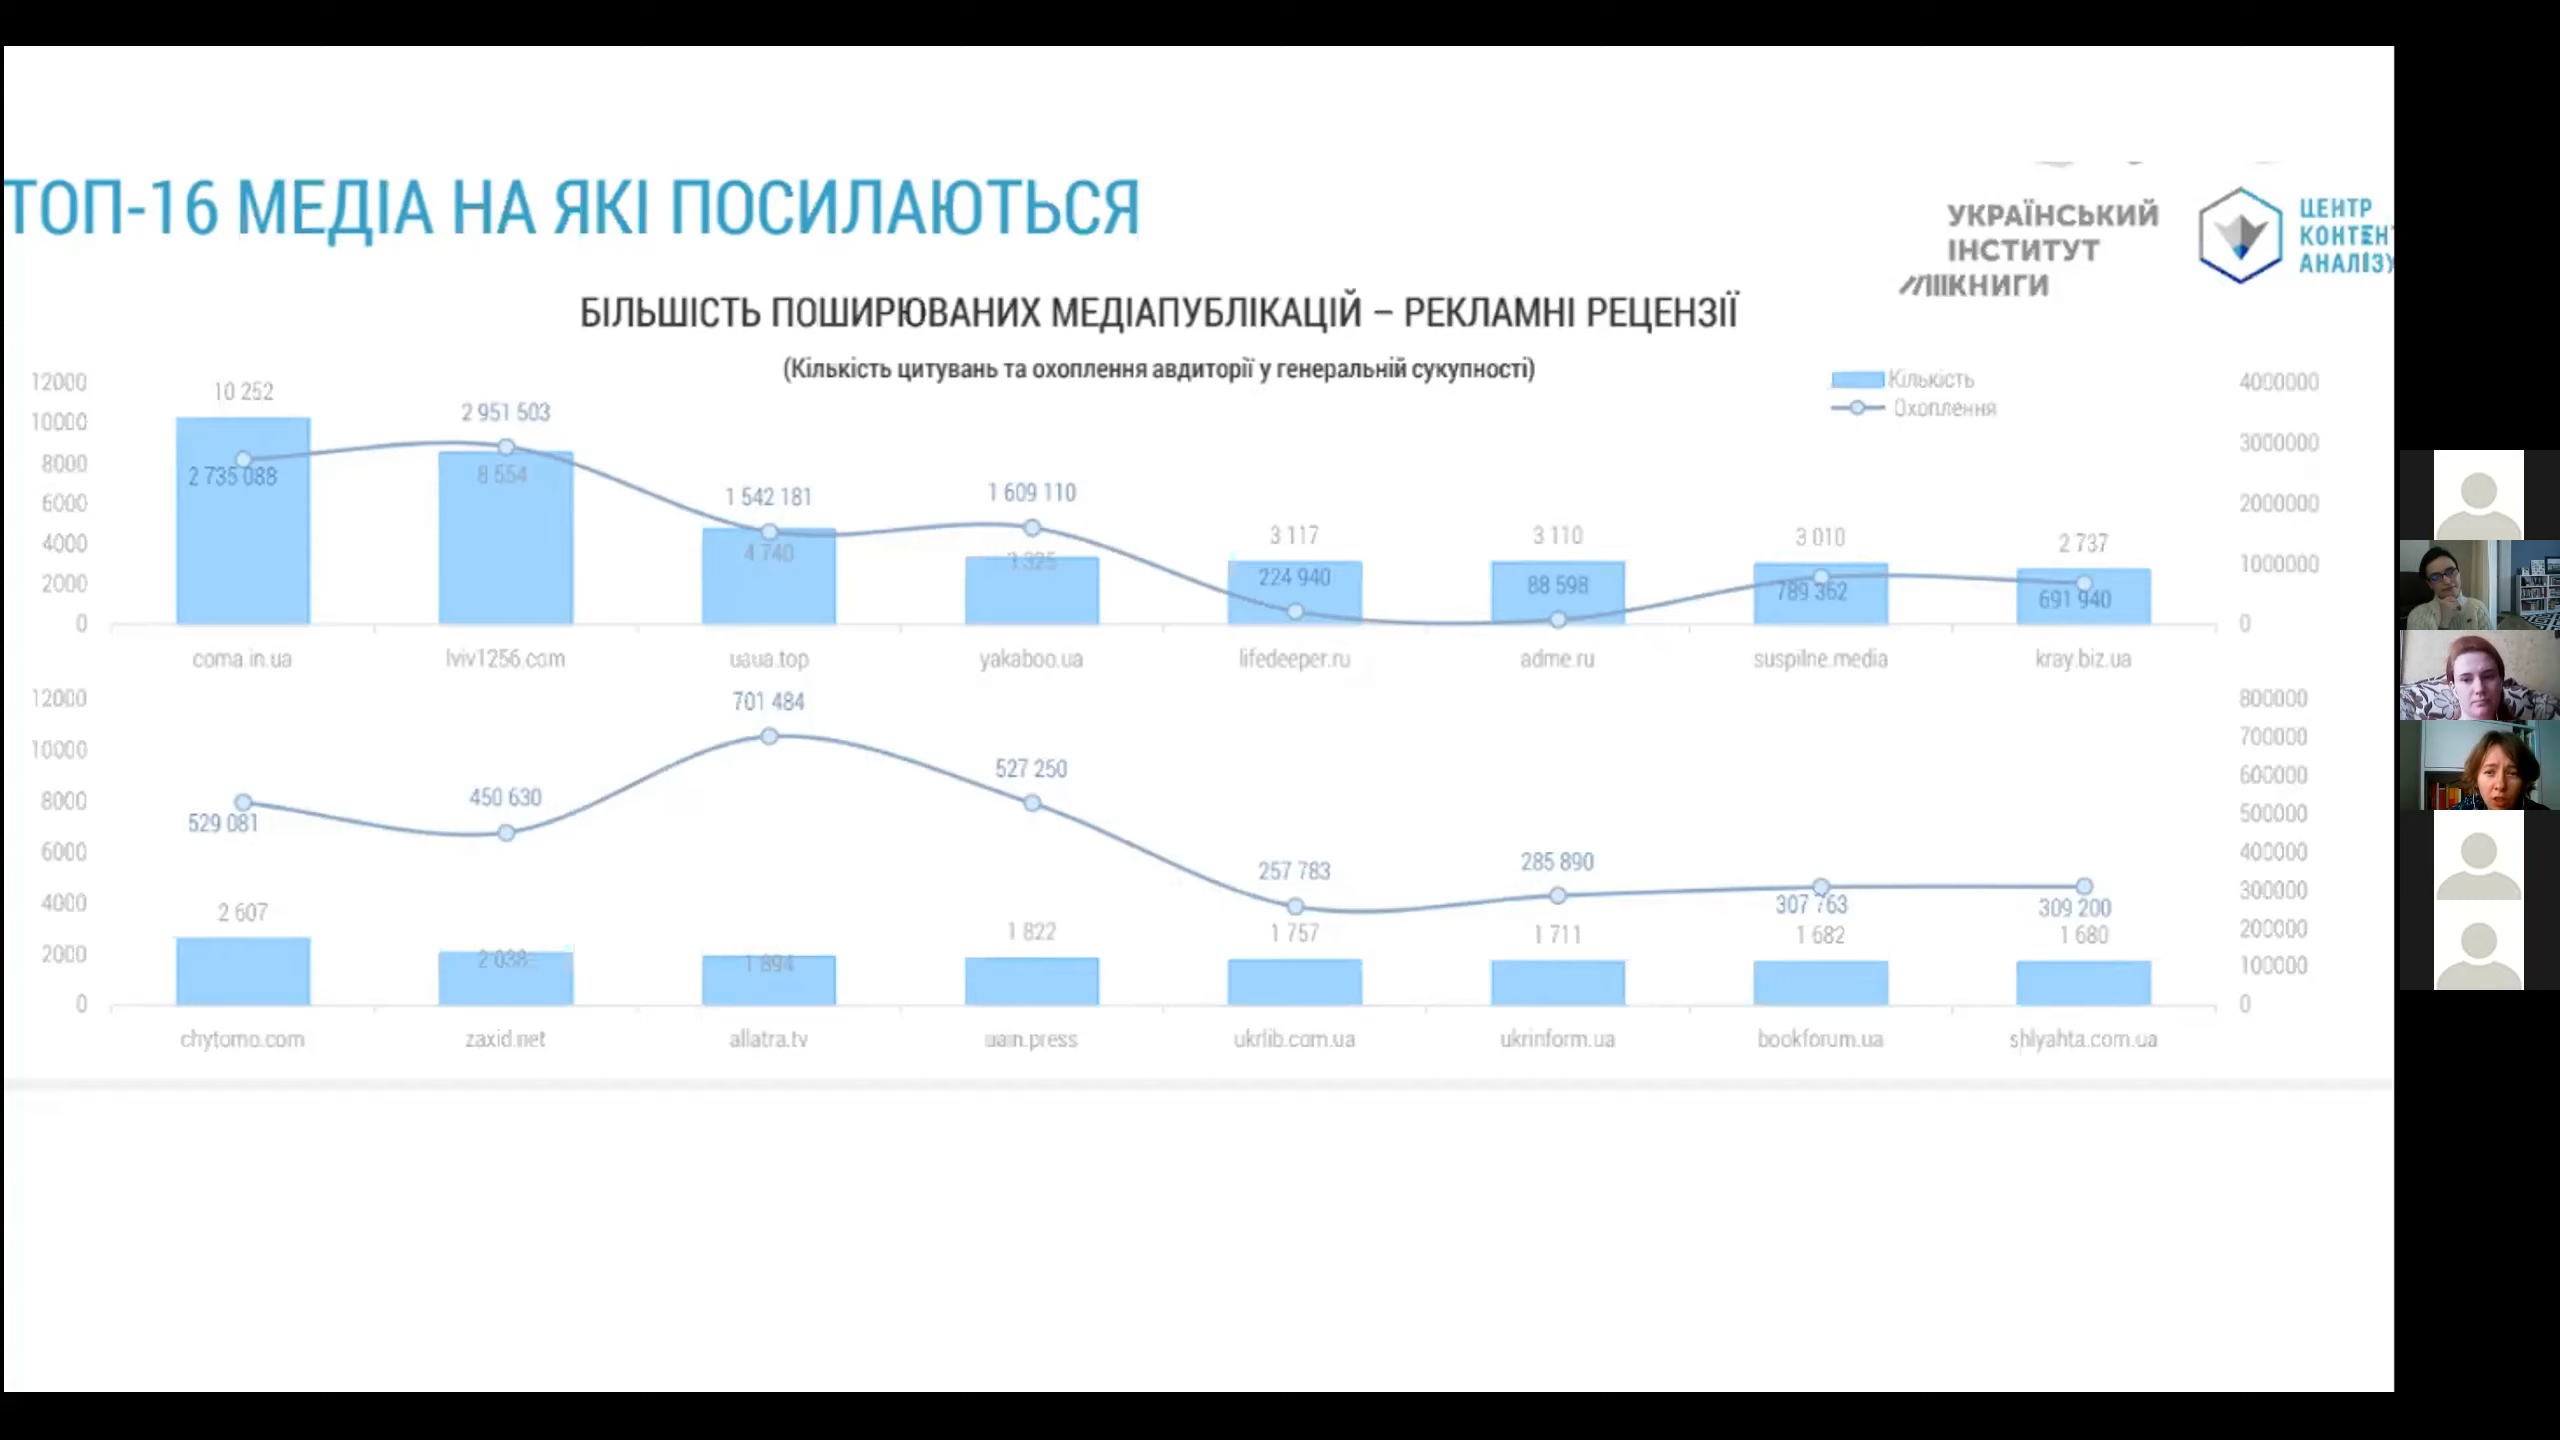 ТОП-16 МЕДІА НА ЯКІ ПОСИЛАЮТЬСЯ
УКРАЇНСЬКИЙ
ІНСТИТУТ
КНИГИ
ЦЕНТР
КОНТЕНТ
АНАЛІЗУ
БІЛЬШІСТЬ ПОШИРЮВАНИХ МЕДІАПУБЛІКАЦІЙ – РЕКЛАМНІ РЕЦЕНЗІЇ
(Кількість цитувань та охоплення авдиторії у генеральній сукупності)
Кількість
Охоплення
12000
10000
8000
6000
4000
2000
0
10 252
2 735 088
2 951 503
8 554
1 542 181
4 740
1 609 110
3 117
224 940
3 110
88 598
3 010
789 362
2 737
691 940
4000000
3000000
2000000
1000000
0
coma.in.ua
lviv1256.com
uaua.top
yakaboo.ua
lifedeeper.ru
adme.ru
suspilne.media
kray.biz.ua
12000
10000
8000
6000
4000
2000
0
529 081
2 607
450 630
2 038
701 484
1 894
527 250
1 822
257 783
1 757
285 890
1 711
307 763
1 682
309 200
1 680
800000
700000
600000
500000
400000
300000
200000
100000
0
chytomo.com
zaxid.net
allatra.tv
uain.press
ukrlib.com.ua
ukrinform.ua
bookforum.ua
shlyahta.com.ua